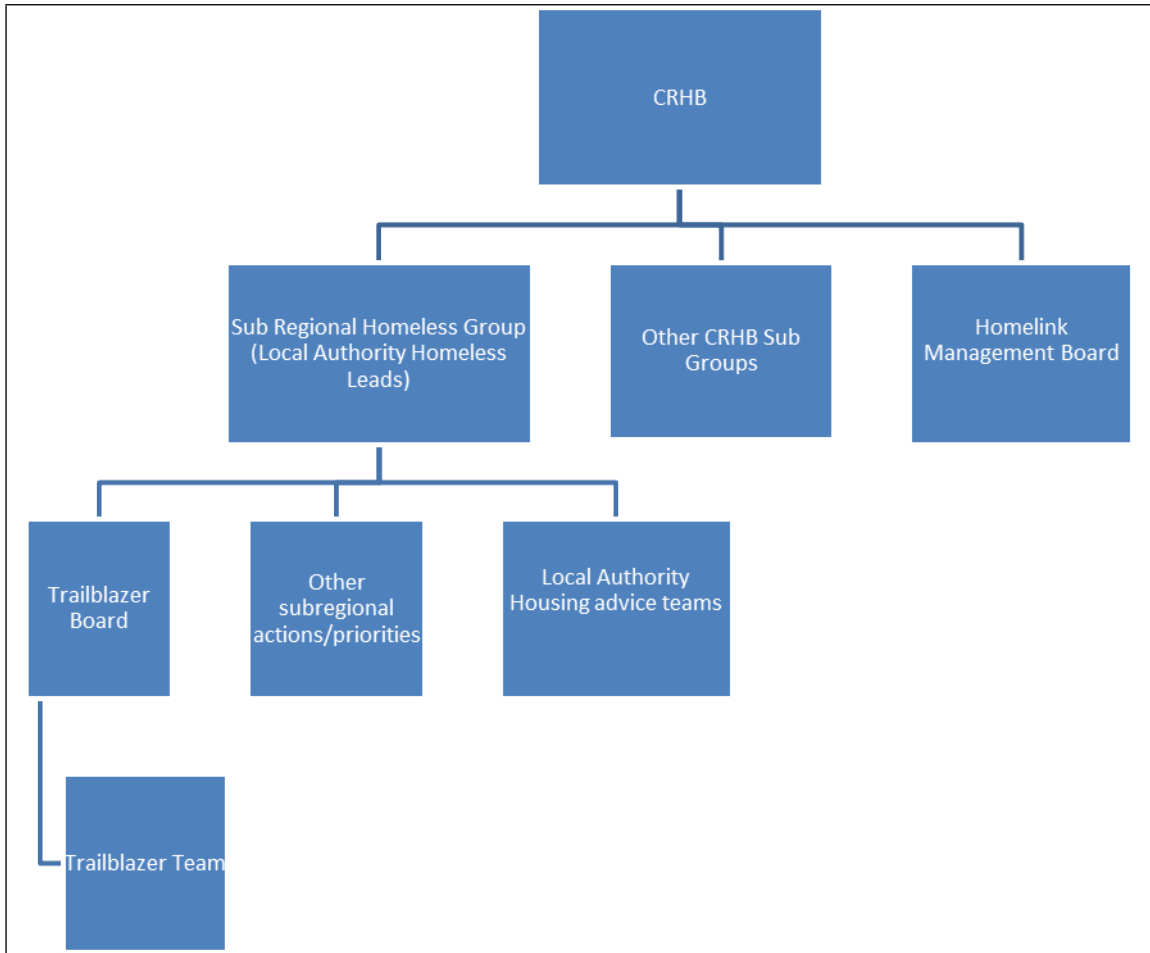 CRHB
Sub Regional Homeless Group
(Local Authority Homeless
Leads)
Other CRHB Sub
Groups
Homelink
Management Board
Trailblazer
Board
Other
subregional
actions/priorities
Local Authority
Housing advice teams
Trailblazer Team